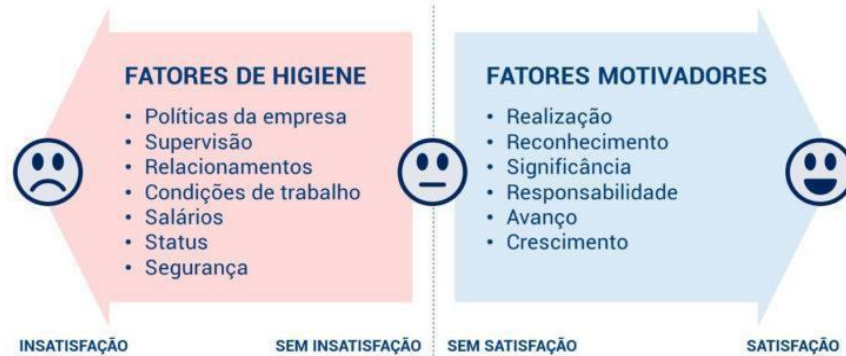 FATORES DE HIGIENE
• Políticas da empresa
• Supervisão
• Relacionamentos
• Condições de trabalho
• Salários
• Status
• Segurança
FATORES MOTIVADORES
• Realização
• Reconhecimento
• Significância
• Responsabilidade
• Avanço
• Crescimento
INSATISFAÇÃO
SEM INSATISFAÇÃO
SEM SATISFAÇÃO
SATISFAÇÃO